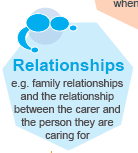 when
Relationships
e.g. family relationships
and the relationship
between the carer and
the person they are
caring for